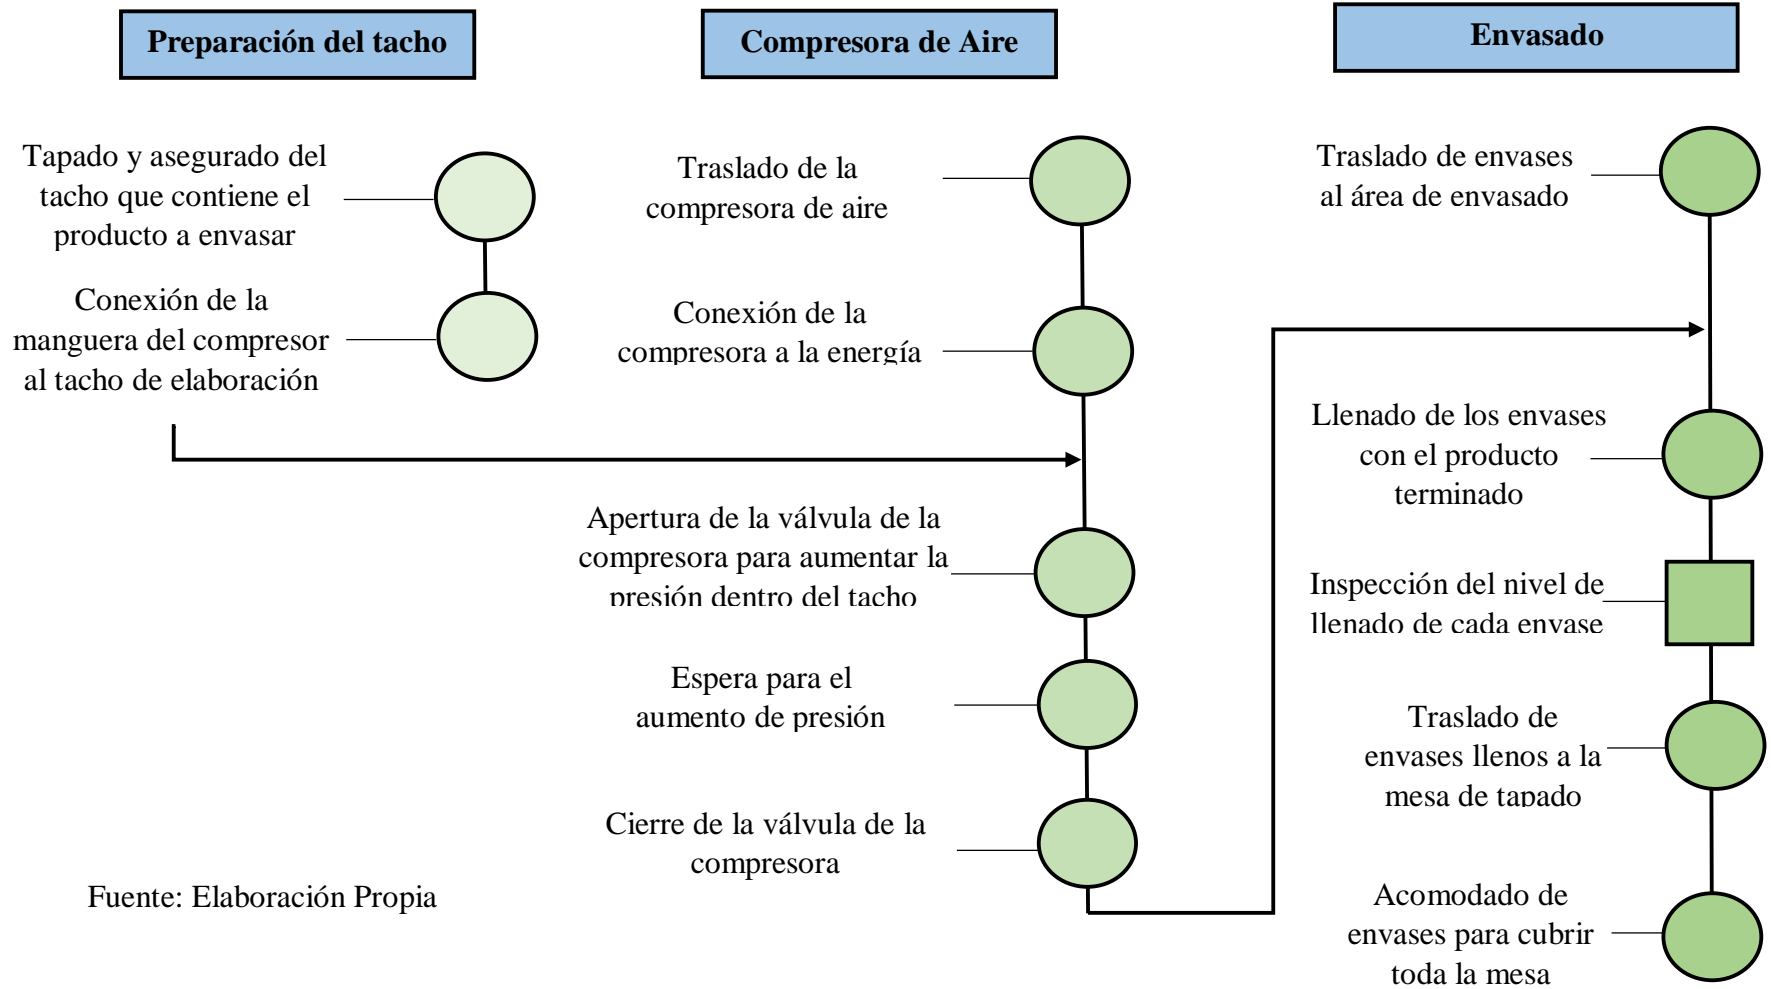 Preparación del tacho
Tapado y asegurado del
tacho que contiene el
producto a envasar
Conexión de la
manguera del compresor
al tacho de elaboración
Compresora de Aire
Traslado de la
compresora de aire
Conexión de la
compresora a la energía
Apertura de la válvula de la
compresora para aumentar la
presión dentro del tacho
Espera para el
aumento de presión
Cierre de la válvula de la
compresora
Envasado
Traslado de envases
al área de envasado
Llenado de los envases
con el producto
terminado
Inspección del nivel de
llenado de cada envase
Traslado de
envases llenos a la
mesa de tapado
Acomodado de
envases para cubrir
toda la mesa
Fuente: Elaboración Propia